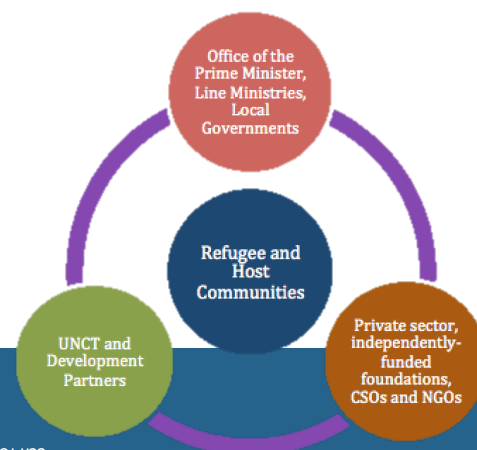 Office of the
Prime Minister,
Line Ministries,
Local
Governments
Refugee and
Host
Communities
UNCT and
Development
Partners
Private sector,
independently-
funded
foundations,
CSOs and NGOs